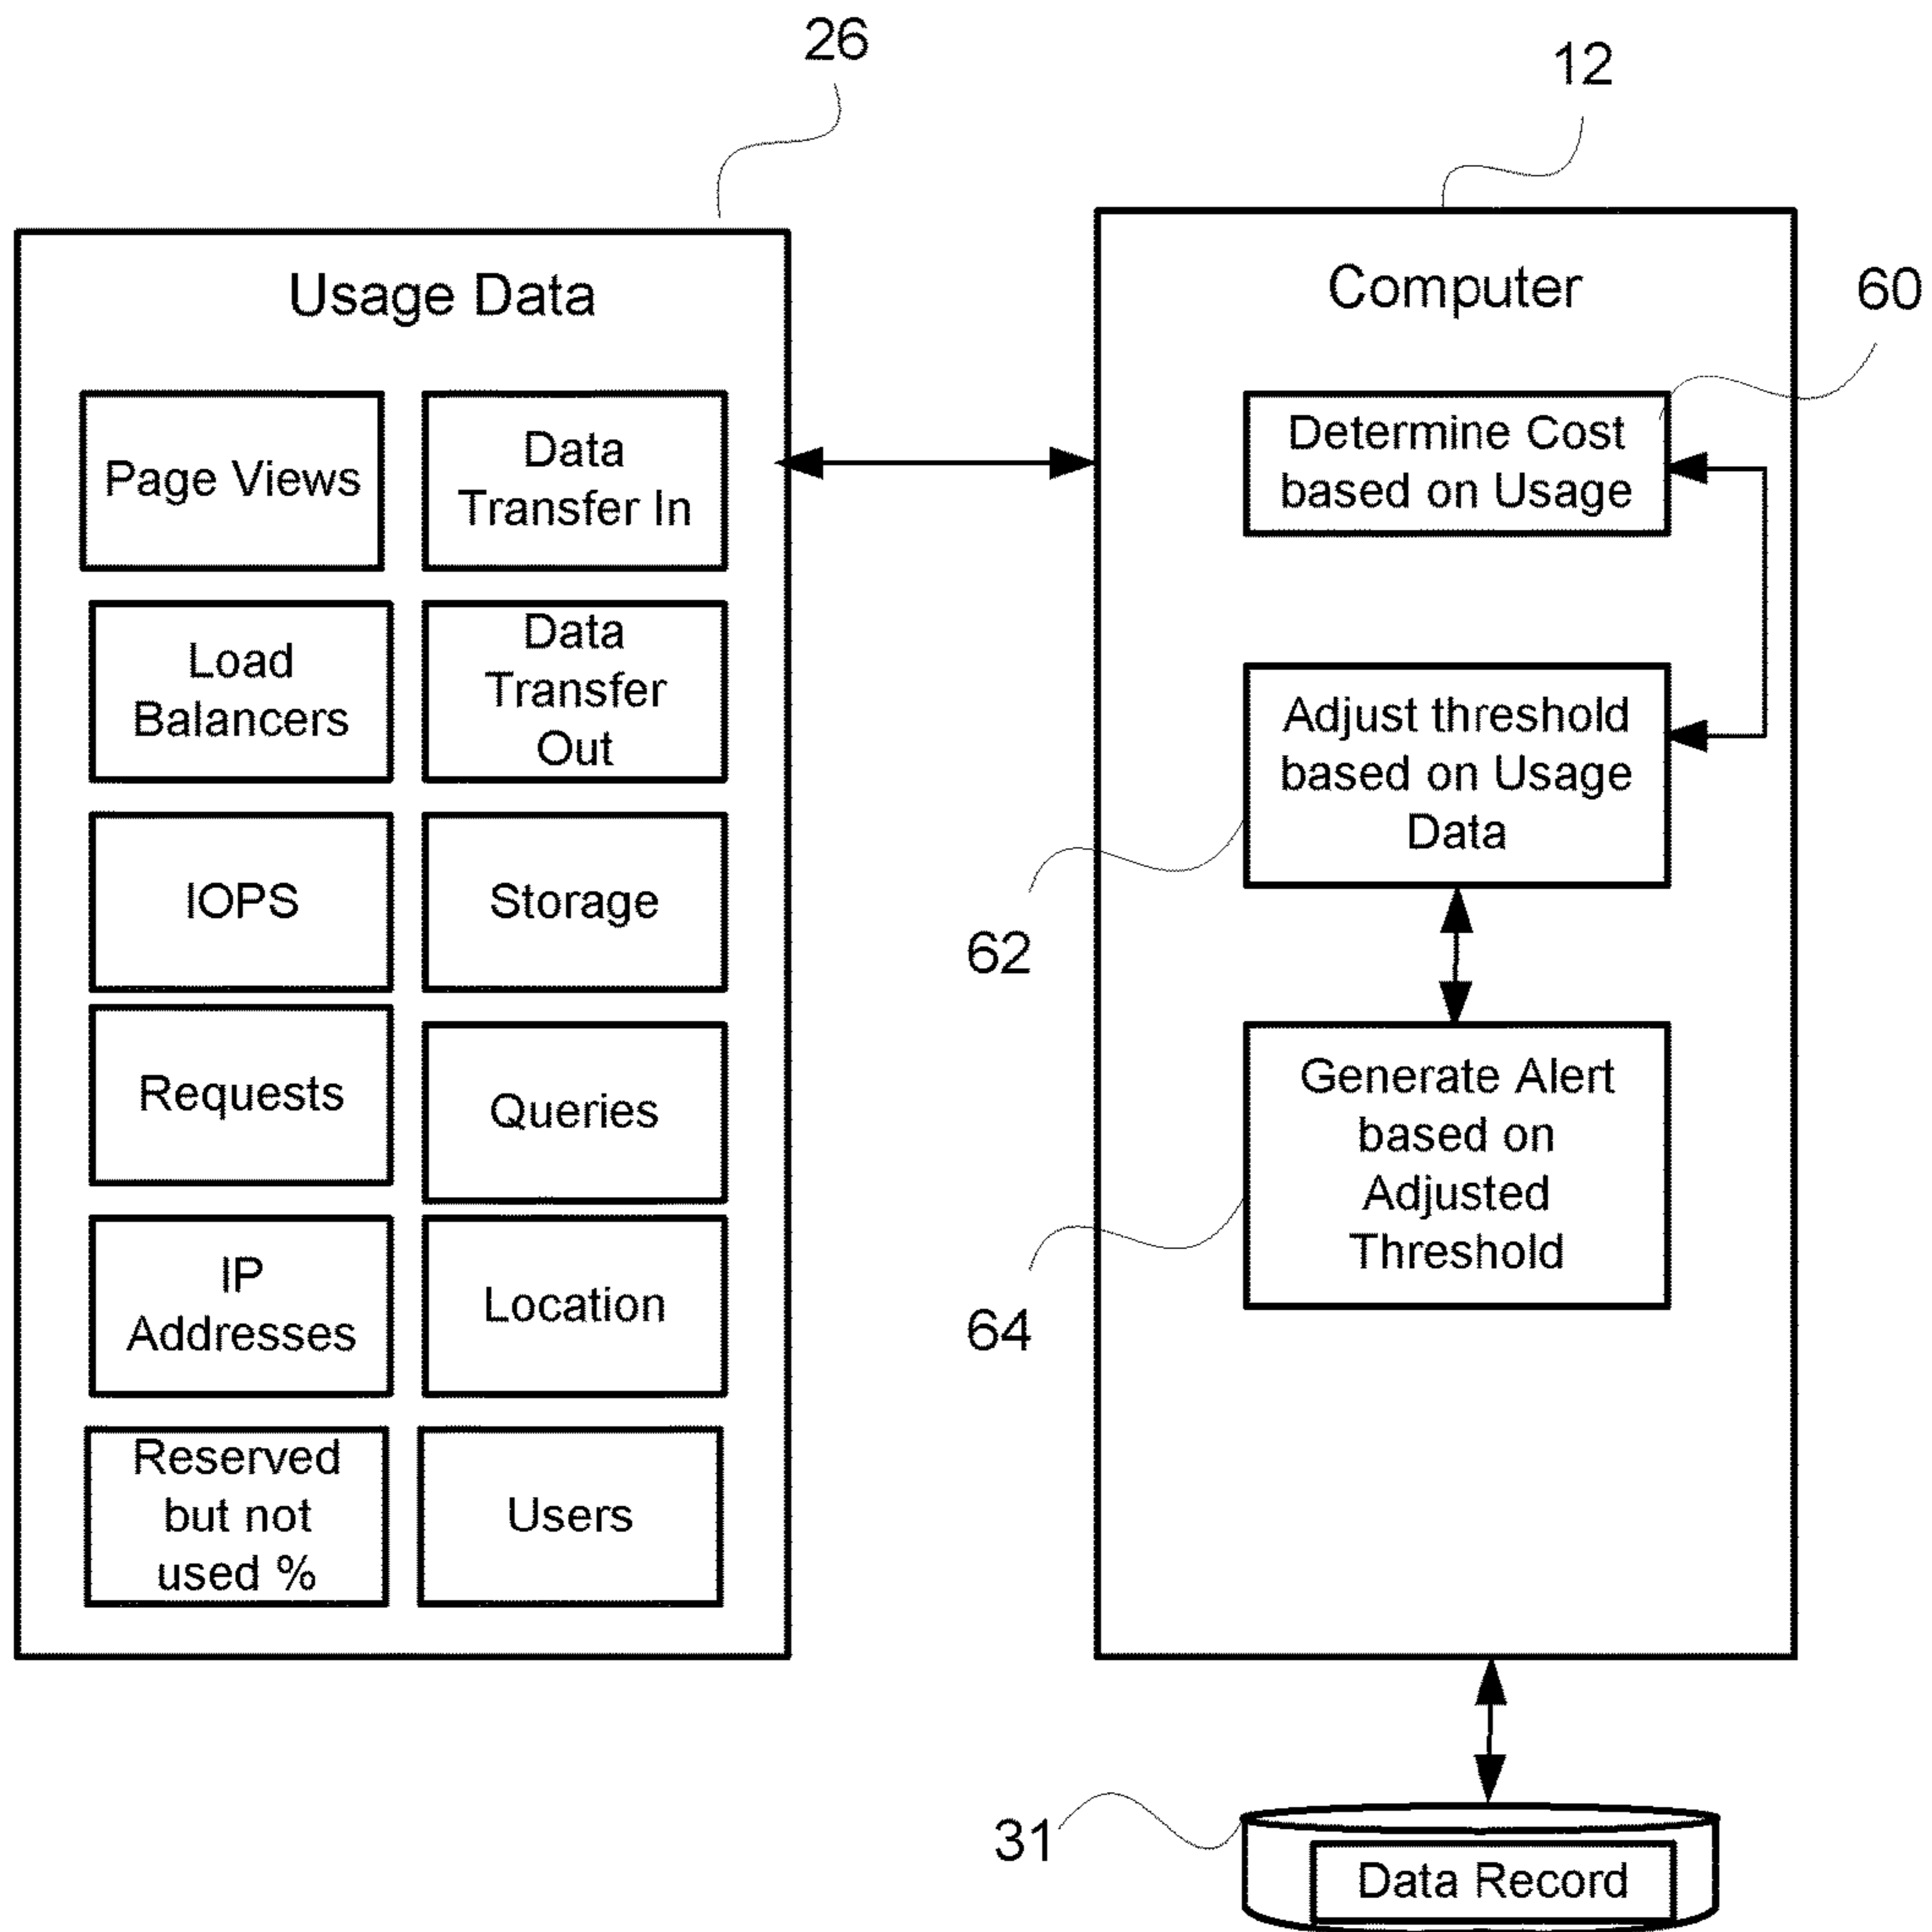 26
12
Usage Data
Computer
60
Page Views
Data
Transfer In
Determine Cost
based on Usage
Load
Balancers
Data
Transfer
Out
Adjust threshold
based on Usage
Data
IOPS
Storage
62
Requests
Queries
Generate Alert
based on
Adjusted
Threshold
IP
Addresses
Location
64
Reserved
but not
used %
Users
31
Data Record